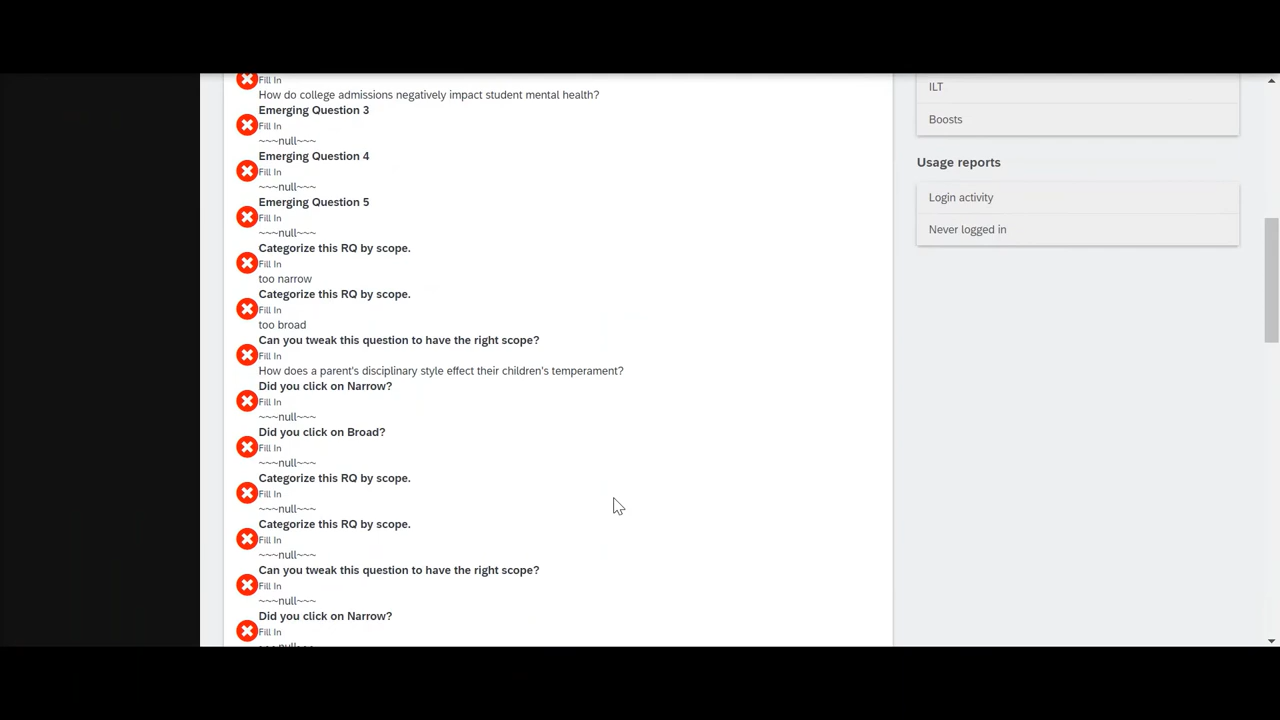 Fill In
How do college admissions negatively impact student mental health?
Emerging Question 3
Fill In
~~~null~~~
Emerging Question 4
Fill In
~~~null~~~
Emerging Question 5
Fill In
~~~null~~~
Categorize this RQ by scope.
Fill In
too narrow
Categorize this RQ by scope.
Fill In
too broad
Can you tweak this question to have the right scope?
Fill In
How does a parent's disciplinary style effect their children's temperament?
Did you click on Narrow?
Fill In
~~~null~~~
Did you click on Broad?
Fill In
~~~null~~~
Categorize this RQ by scope.
Fill In
~~~null~~~
Categorize this RQ by scope.
Fill In
~~~null~~~
Can you tweak this question to have the right scope?
Fill In
~~~null~~~
Did you click on Narrow?
Fill In
ILT
Boosts
Usage reports
Login activity
Never logged in